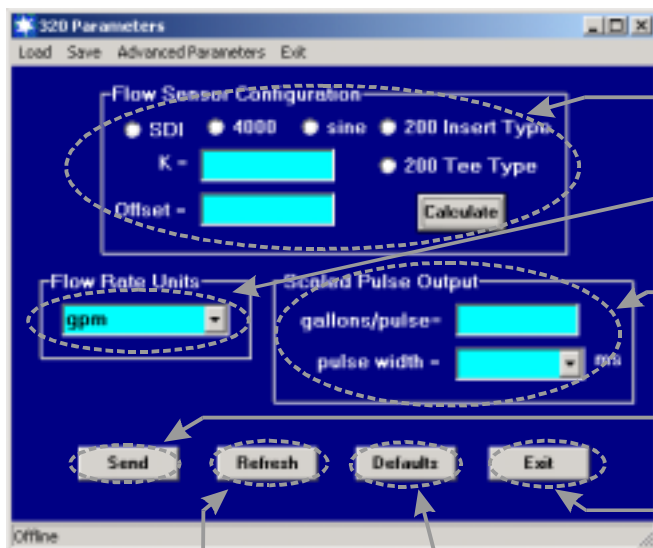 320 Parameters
Load Save Advanced Parameters Exit
Flow Sensor Configuration
SDI 4000 sine 200 Insert Type
K = 200 Tee Type
Offset = Calculate
Flow Rate Units
gpm
Scaled Pulse Output
gallons/pulse=
pulse width = ms
Send Refresh Defaults Exit
Offline